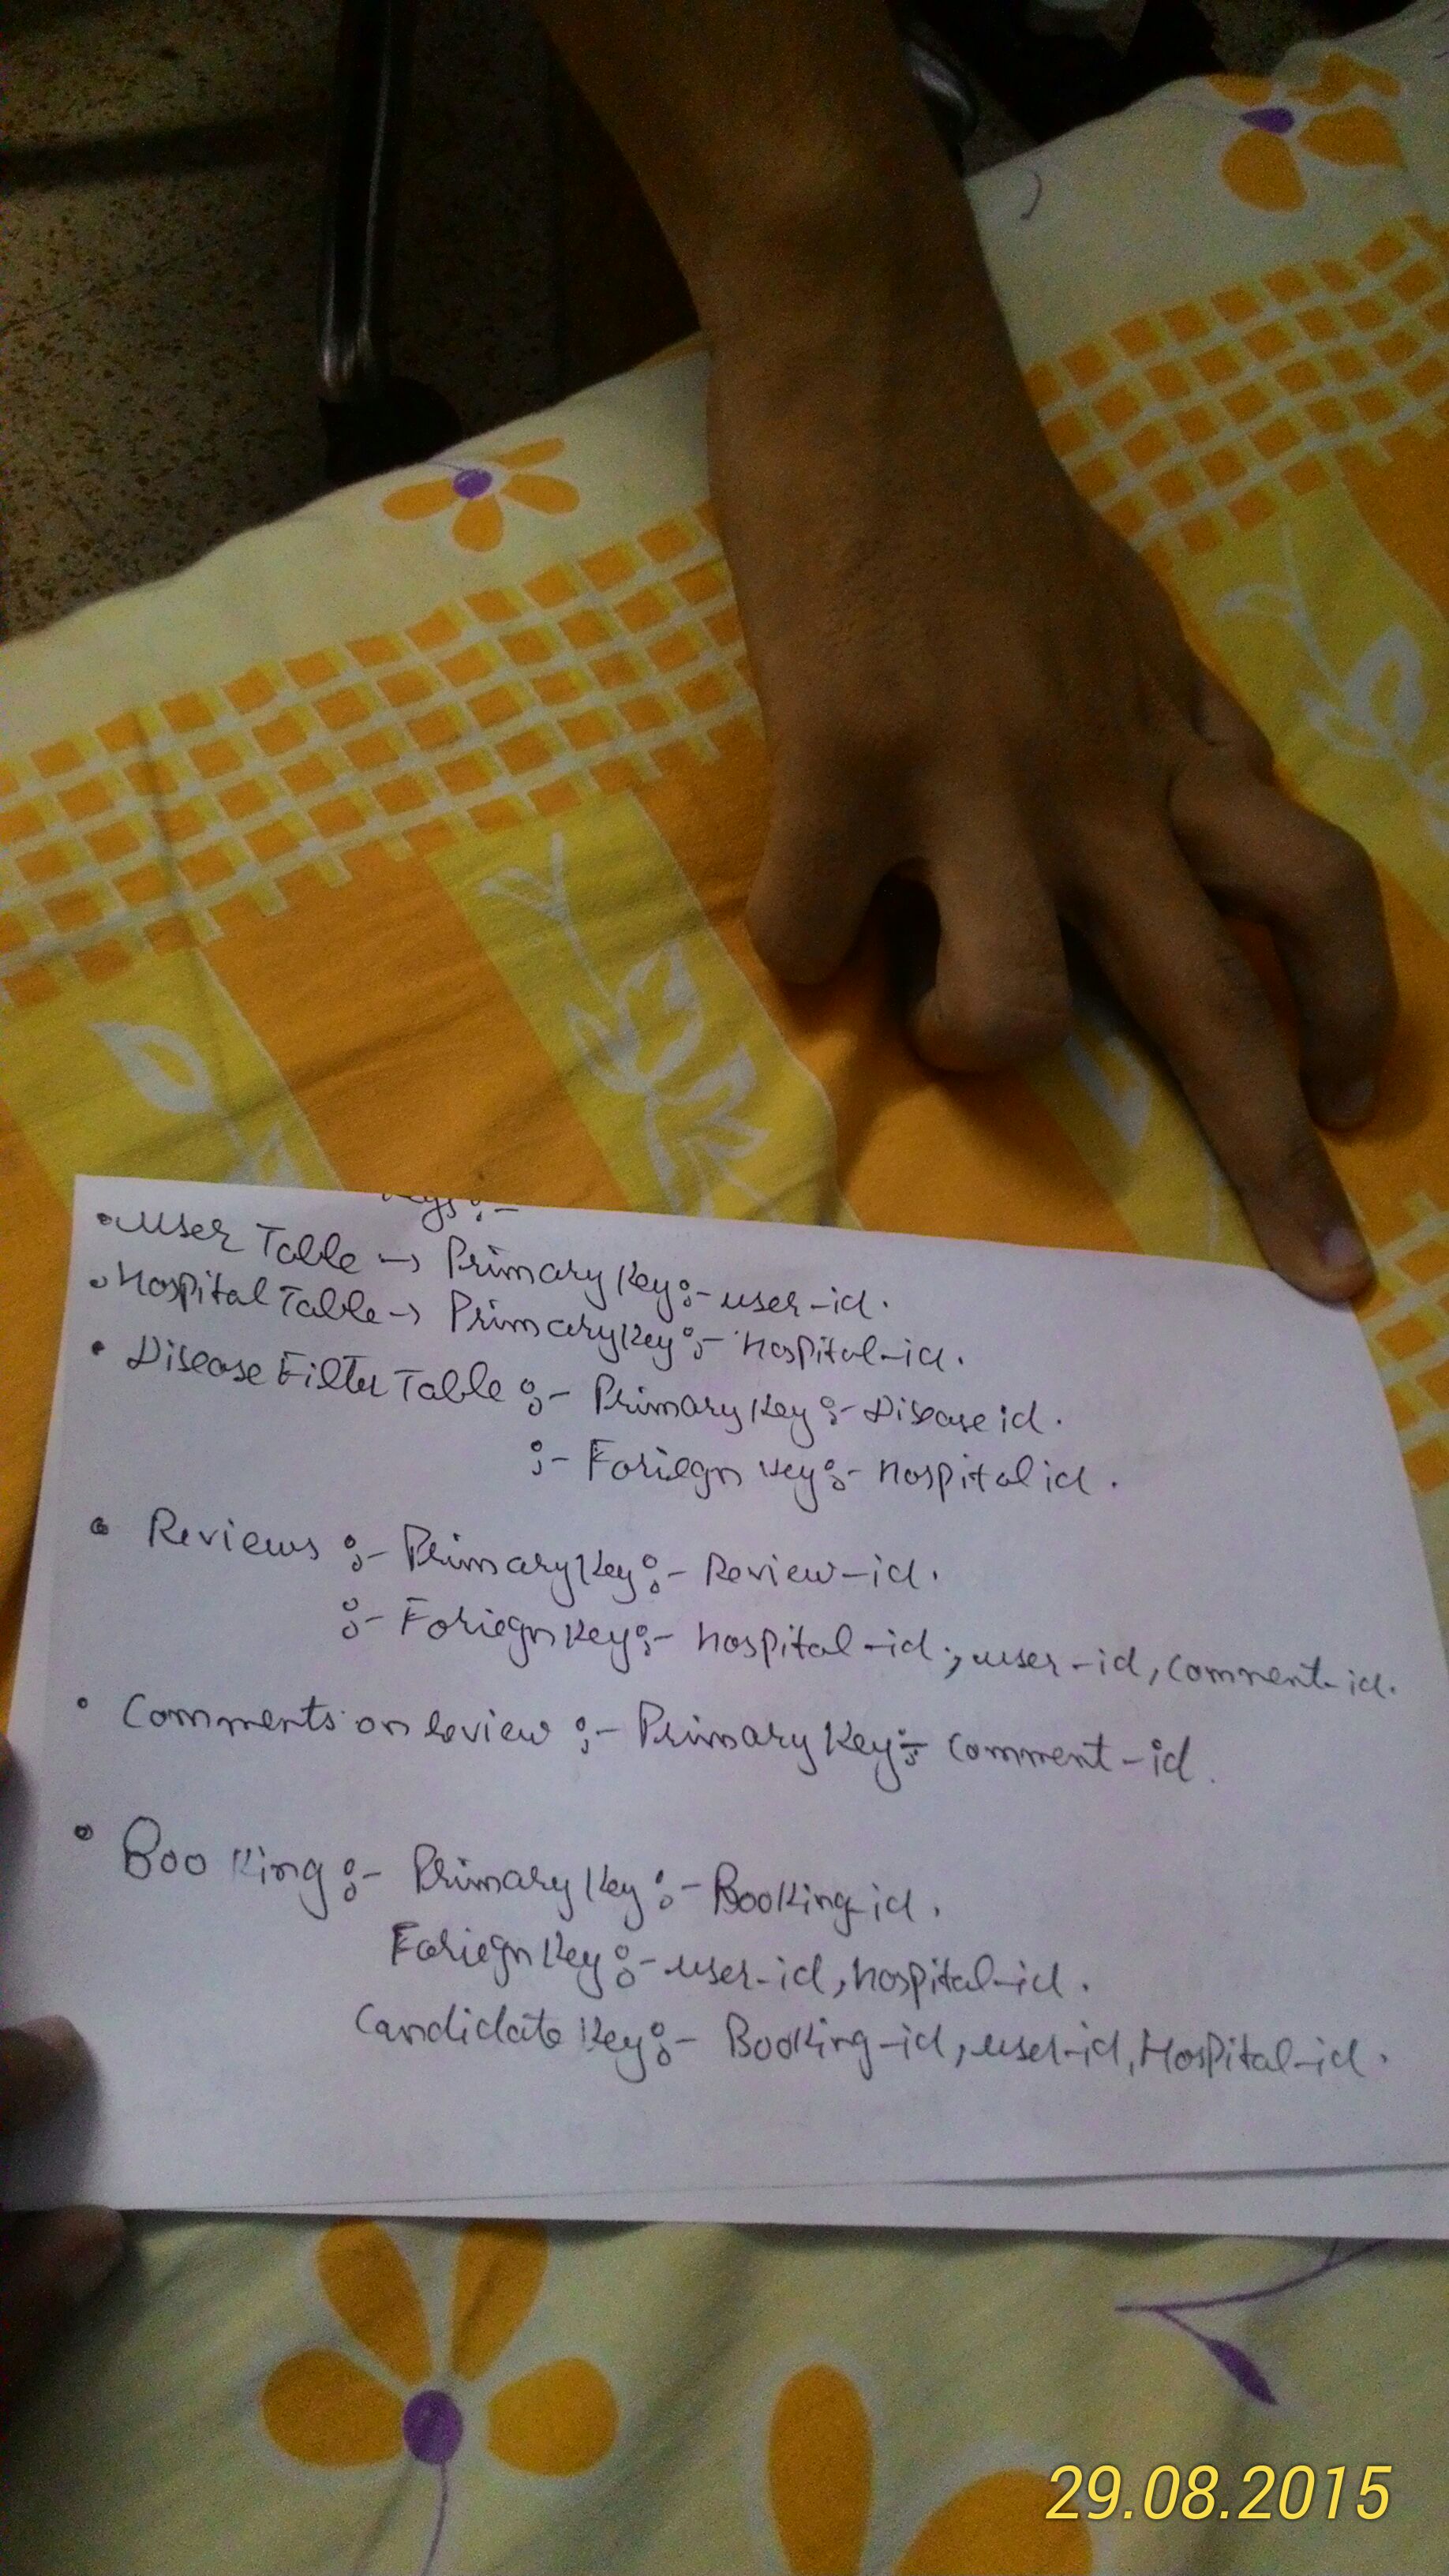 Keys:-
• User Table → Primary Key:- user-id.
• Hospital Table → Primary Key:- hospital-id.
• Disease Filter Table :- Primary Key:- Disease id.
:- Foriegn Key:- hospital id.
• Reviews :- Primary Key:- Review-id.
:- Foriegn Key:- hospital-id, user-id, comment-id.
• Comments on review :- Primary Key:- Comment-id.
• Booking :- Primary Key:- Booking-id.
Foriegn Key:- user-id, hospital-id.
Candidate Key:- Booking-id, user-id, Hospital-id.
29.08.2015